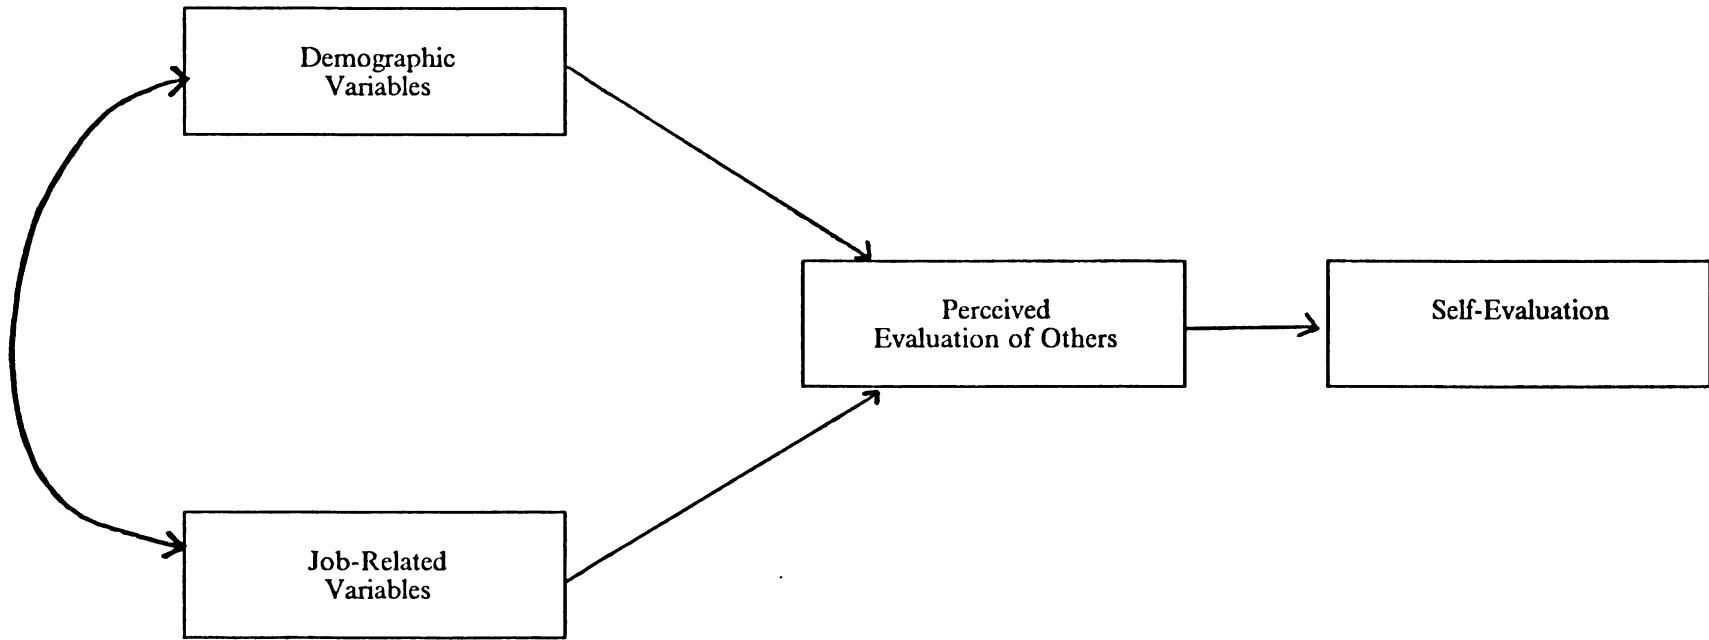 Demographic
Variables
Perceived
Evaluation of Others
Self-Evaluation
Job-Related
Variables